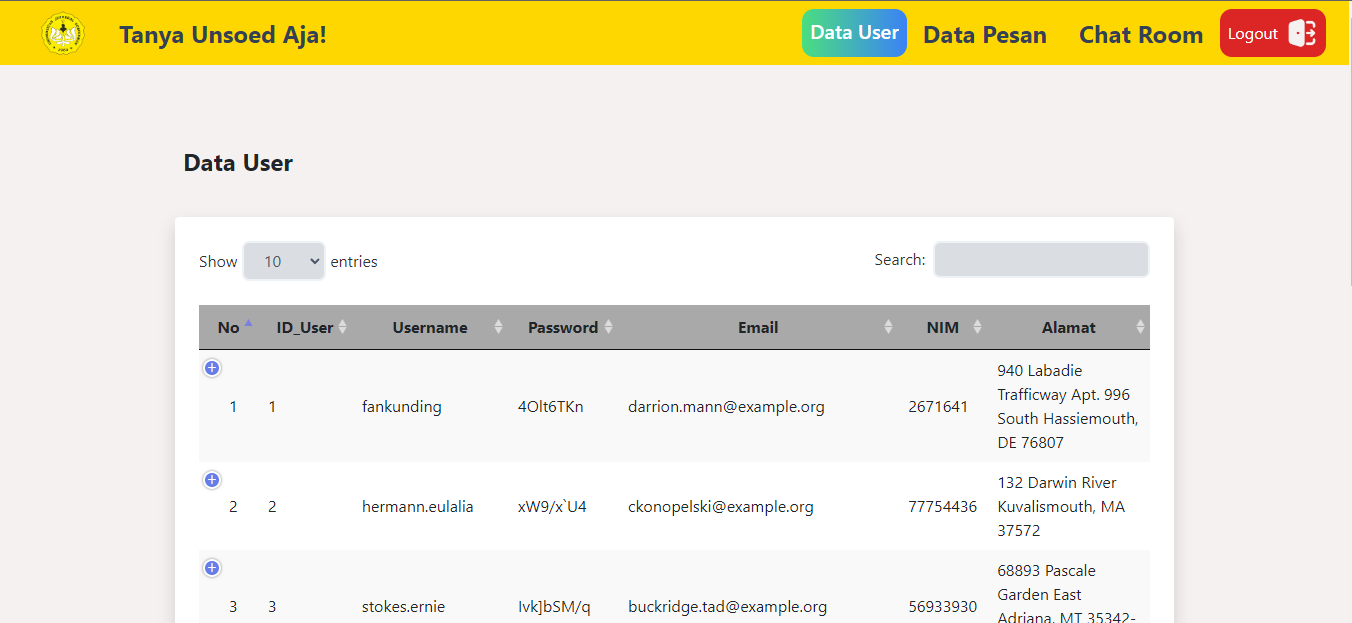 Tanya Unsoed Aja!
Data User
Data Pesan
Chat Room
Logout
Data User
Show 10 entries
Search:
No ID_User Username Password Email NIM Alamat
1 1 fankunding 4Olt6TKn darrion.mann@example.org 2671641 940 Labadie
Trafficway Apt. 996
South Hassiemouth,
DE 76807
2 2 hermann.eulalia xW9/x`U4 ckonopelski@example.org 77754436 132 Darwin River
Kuvalismouth, MA
37572
3 3 stokes.ernie Ivk]bSM/q buckridge.tad@example.org 56933930 68893 Pascale
Garden East
Adriana, MT 35342-